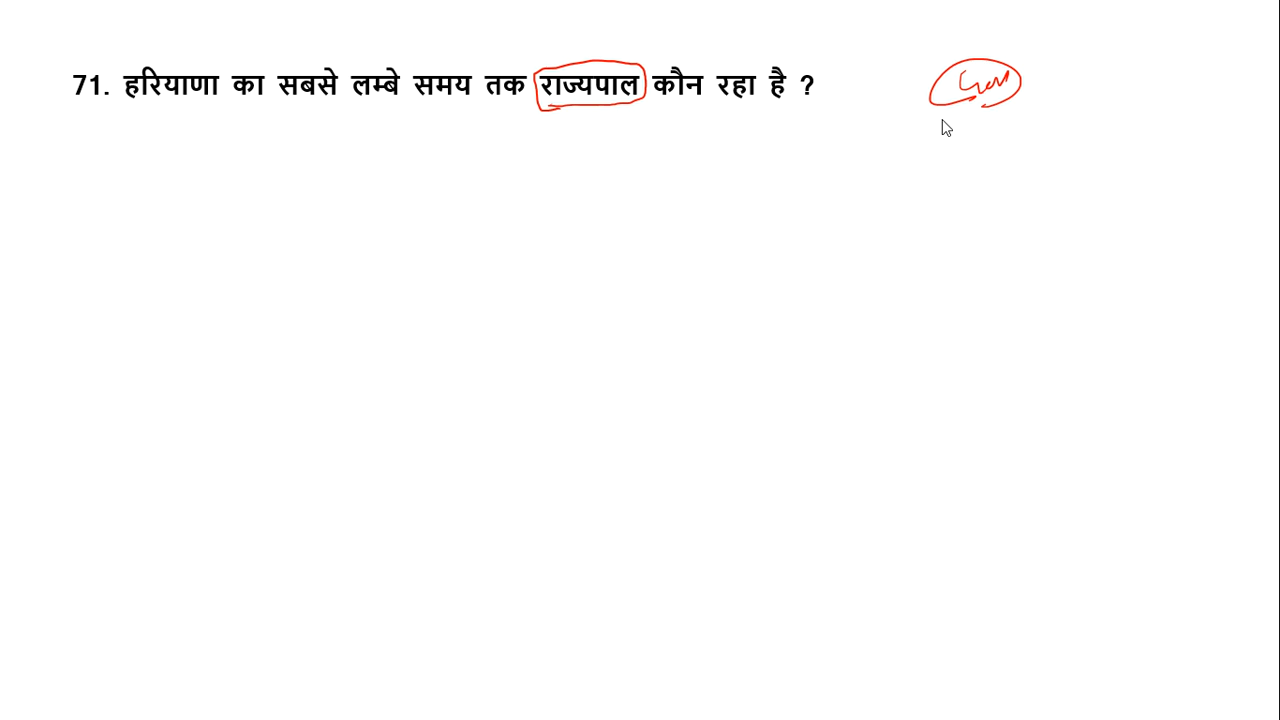 71. हरियाणा का सबसे लम्बे समय तक राज्यपाल कौन रहा है ?